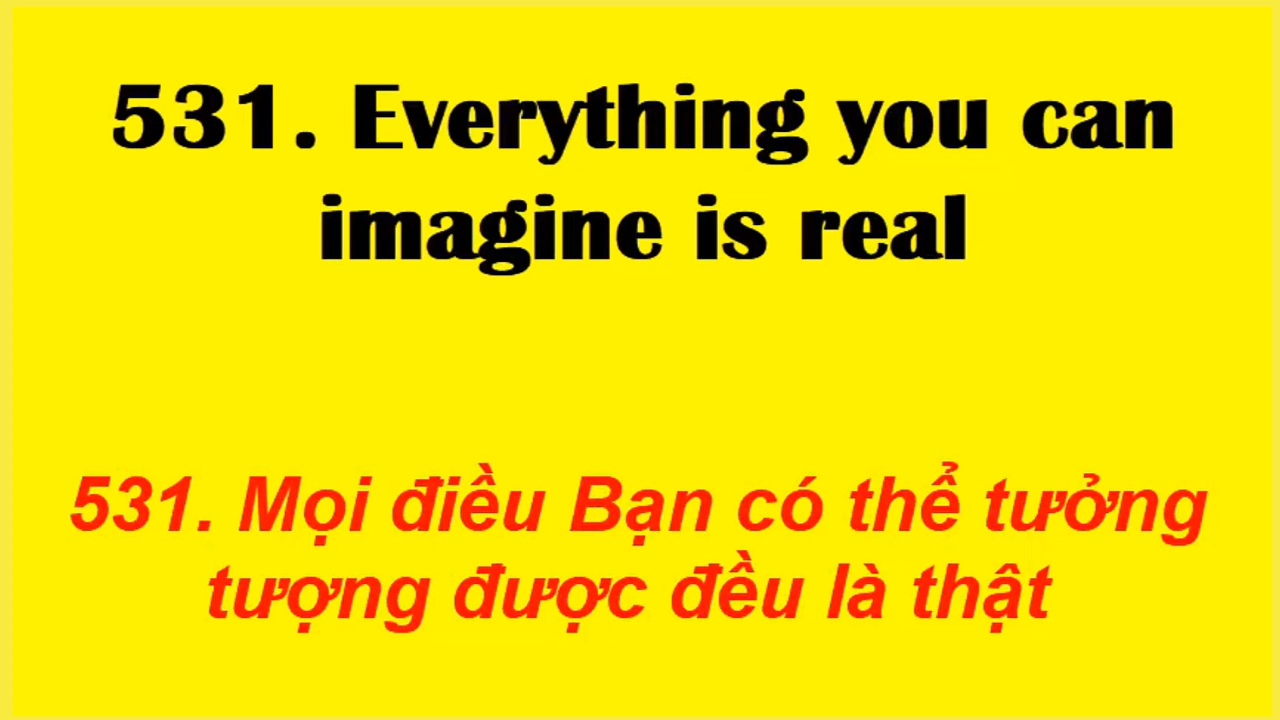 531. Everything you can
imagine is real
531. Mọi điều Bạn có thể tưởng
tượng được đều là thật